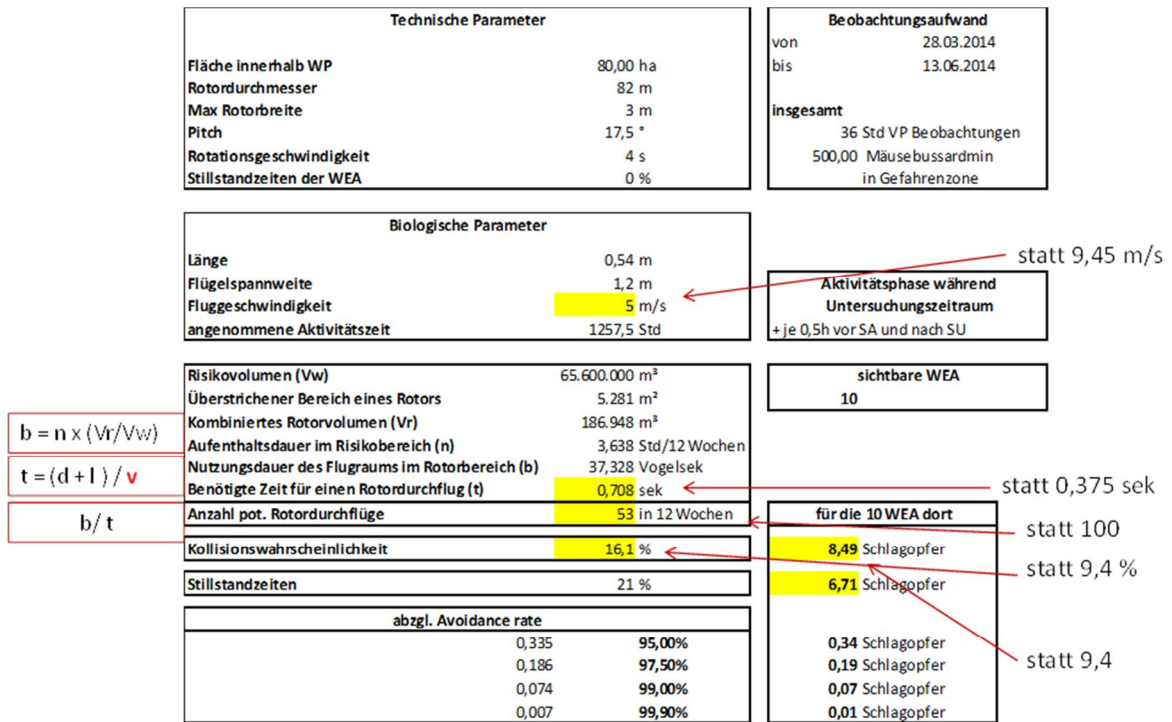 Technische Parameter
Fläche innerhalb WP 80,00 ha
Rotordurchmesser 82 m
Max Rotorbreite 3 m
Pitch 17,5 °
Rotationsgeschwindigkeit 4 s
Stillstandzeiten der WEA 0 %
Beobachtungsaufwand
von 28.03.2014
bis 13.06.2014
insgesamt
36 Std VP Beobachtungen
500,00 Mäusebussardmin
in Gefahrenzone
Biologische Parameter
Länge 0,54 m
Flügelspannweite 1,2 m
Fluggeschwindigkeit 5 m/s
angenommene Aktivitätszeit 1257,5 Std
statt 9,45 m/s
Aktivitätsphase während
Untersuchungszeitraum
+ je 0,5h vor SA und nach SU
Risikovolumen (Vw) 65.600.000 m³
Überstrichener Bereich eines Rotors 5.281 m²
Kombiniertes Rotorvolumen (Vr) 186.948 m³
Aufenthaltsdauer im Risikobereich (n) 3,638 Std/12 Wochen
Nutzungsdauer des Flugraums im Rotorbereich (b) 37,328 Vogelsek
Benötigte Zeit für einen Rotordurchflug (t) 0,708 sek
Anzahl pot. Rotordurchflüge 53 in 12 Wochen
sichtbare WEA
10
b = n x (Vr/Vw)
t = (d + l ) / v
b/ t
statt 0,375 sek
für die 10 WEA dort
statt 100
Kollisionswahrscheinlichkeit 16,1 %
8,49 Schlagopfer
statt 9,4 %
Stillstandzeiten 21 %
6,71 Schlagopfer
abzgl. Avoidance rate
0,335 95,00% 0,34 Schlagopfer
0,186 97,50% 0,19 Schlagopfer
0,074 99,00% 0,07 Schlagopfer
0,007 99,90% 0,01 Schlagopfer
statt 9,4